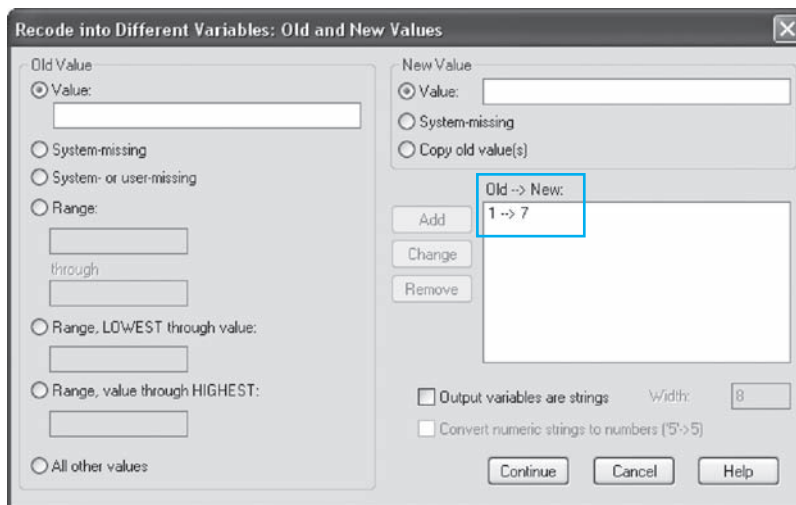 Recode into Different Variables: Old and New Values
Old Value
Value:
System-missing
System- or user-missing
Range:
through
Range, LOWEST through value:
Range, value through HIGHEST:
All other values
New Value
Value:
System-missing
Copy old value(s)
Old --> New:
1 --> 7
Add
Change
Remove
Output variables are strings
Width:
8
Convert numeric strings to numbers ('5'->5)
Continue
Cancel
Help